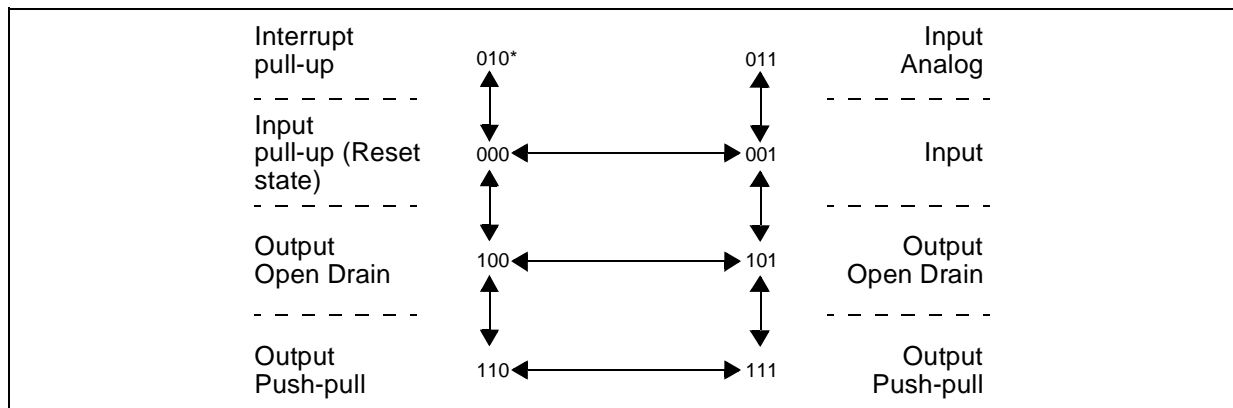 Interrupt
pull-up
010*
011
Input
Analog
Input
pull-up (Reset
state)
000
001
Input
Output
Open Drain
100
101
Output
Open Drain
Output
Push-pull
110
111
Output
Push-pull